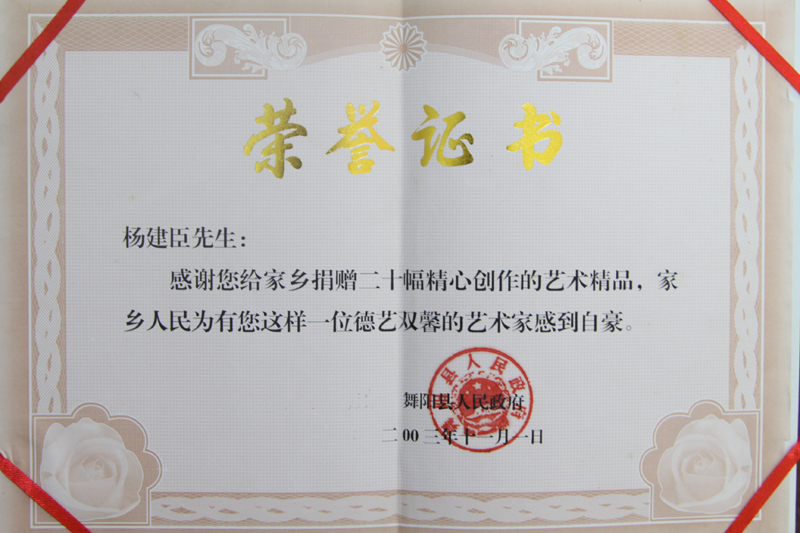 荣誉证书
杨建臣先生：
感谢您给家乡捐赠二十幅精心创作的艺术精品，家
乡人民为有您这样一位德艺双馨的艺术家感到自豪。
舞阳县人民政府
二00三年十一月一日